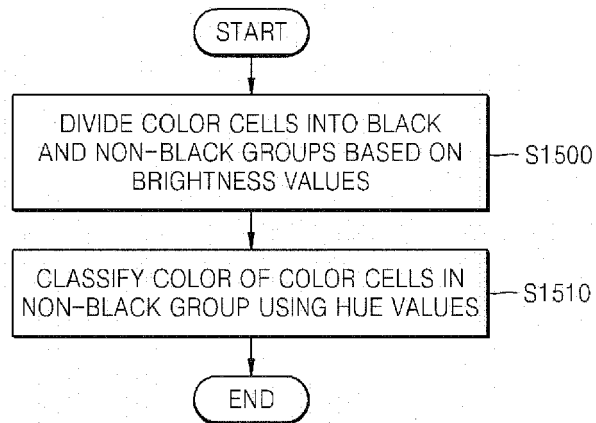 START
DIVIDE COLOR CELLS INTO BLACK
AND NON-BLACK GROUPS BASED ON
BRIGHTNESS VALUES
S1500
CLASSIFY COLOR OF COLOR CELLS IN
NON-BLACK GROUP USING HUE VALUES
S1510
END